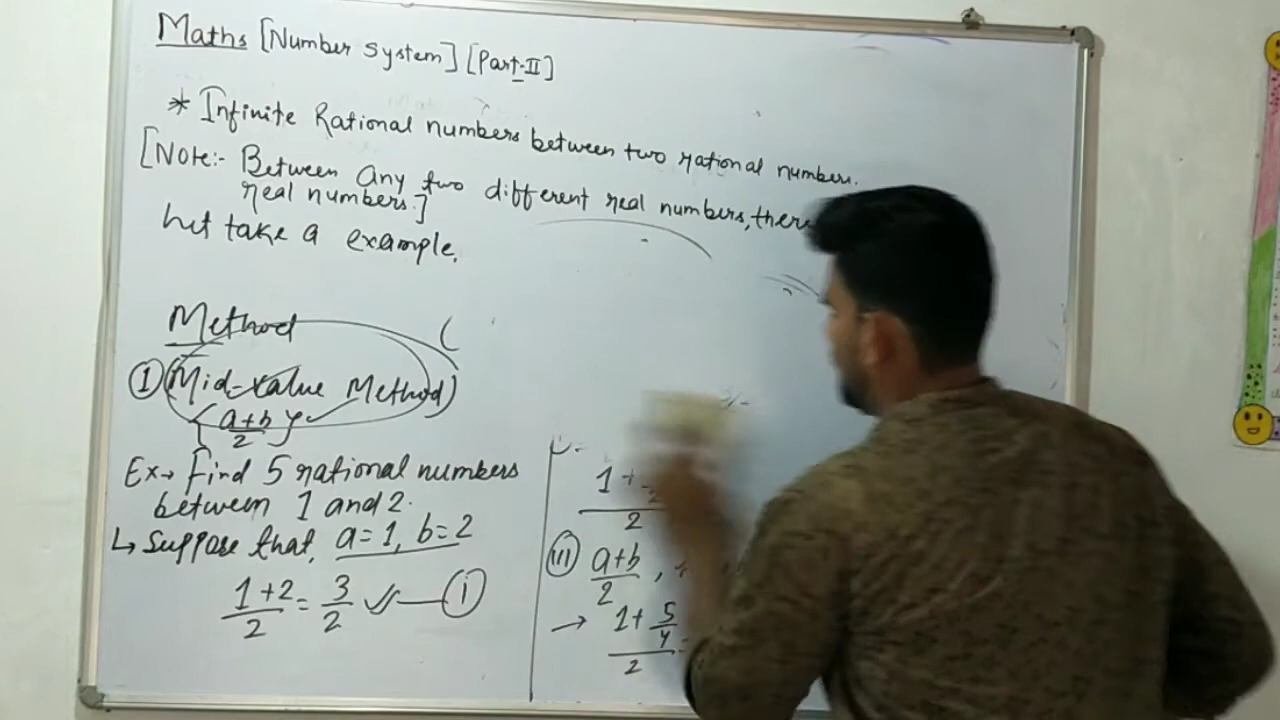 Maths [Number System] [Part-II]
* Infinite Rational numbers between two rational numbers.
[Note:- Between any two different real numbers, there
real numbers.]
let take a example.
Method
① (Mid-value Method)
{a+b/2}
Ex→ find 5 rational numbers
between 1 and 2.
↳ Suppose that, a=1, b=2
1+2/2 = 3/2 ✓ — ①
1+
2
(III) a+b/2 ,
→ 1+5/4
2